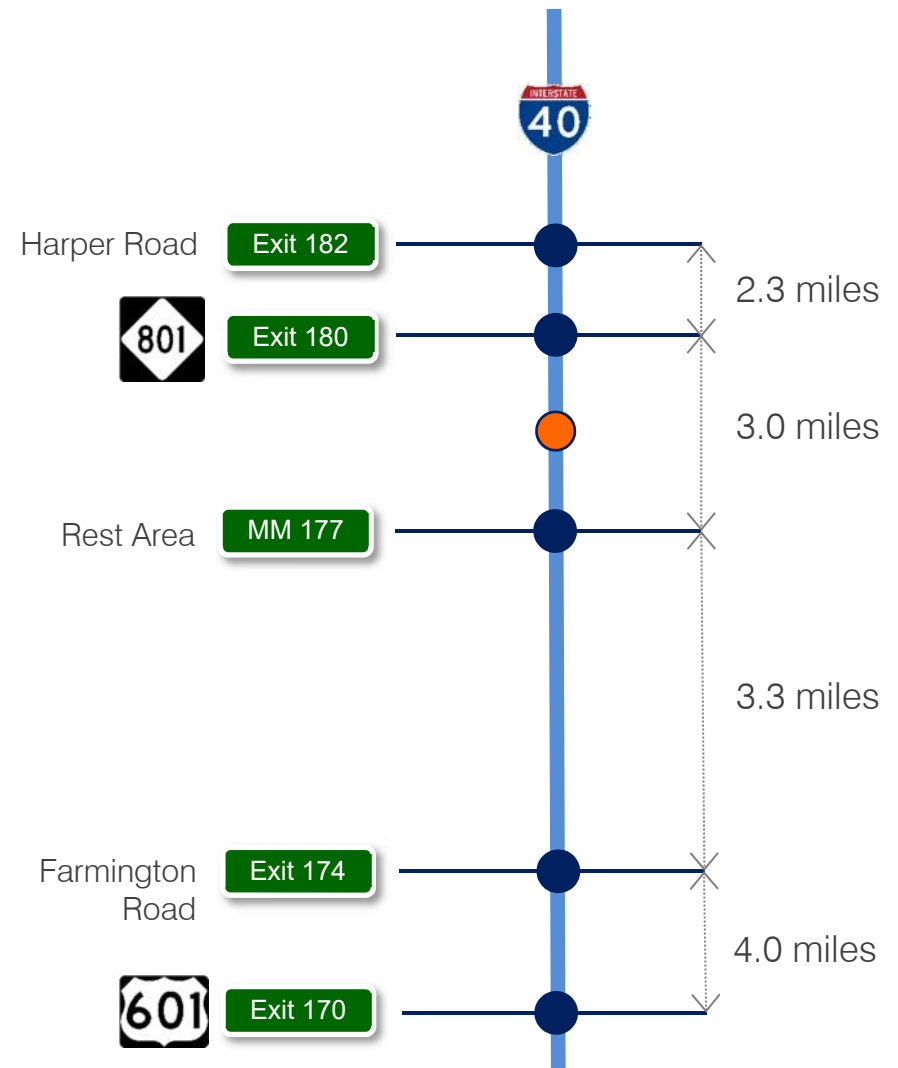 INTERSTATE
40
Harper Road
Exit 182
2.3 miles
801
Exit 180
3.0 miles
Rest Area
MM 177
3.3 miles
Farmington
Road
Exit 174
4.0 miles
601
Exit 170